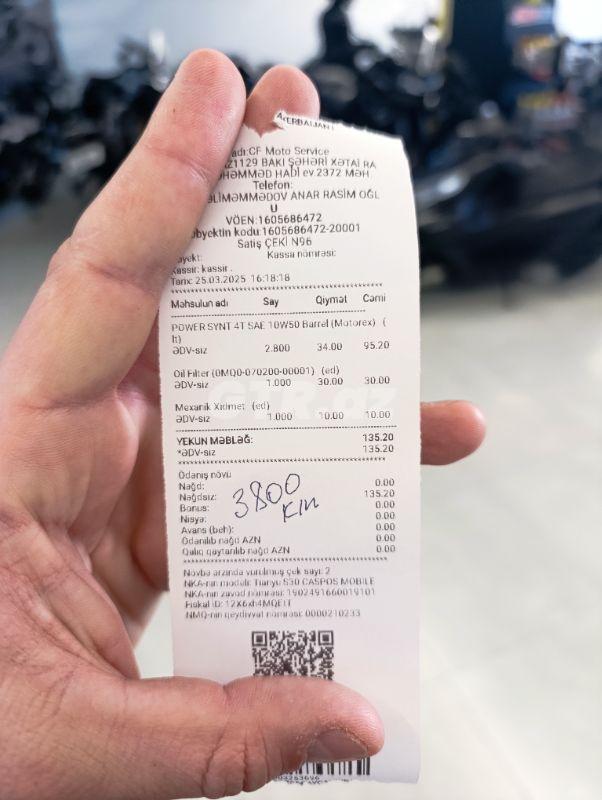 AZERBAIJAN
adı:CF Moto Service
Z1129 BAKI ŞƏHƏRİ XƏTAİ RA
HƏMMƏD HADİ ev.2372 MƏH
Telefon:
ƏLİMƏMMƏDOV ANAR RASİM OĞL
U
VÖEN:1605686472
obyektin kodu:1605686472-20001
Satiş ÇEKİ N96
Kassa nömrəsi:
Kassir: kassir .
Tarix: 25.03.2025 16:18:18
Məhsulun adı Say Qiymət Cəmi
POWER SYNT 4T SAE 10W50 Barrel (Motorex) (
lt)
ƏDV-siz 2.800 34.00 95.20
Oil Filter (0MQ0-070200-00001) (ed)
ƏDV-siz 1.000 30.00 30.00
Mexanik Xidmət (ed)
ƏDV-siz 1.000 10.00 10.00
YEKUN MƏBLƏĞ: 135.20
*ƏDV-siz 135.20
Ödəniş növü
Nağd: 0.00
Nağdsız: 135.20
Bonus: 0.00
Nisyə: 0.00
Avans (beh): 0.00
Ödənilib nağd AZN 0.00
Qalıq qaytarılıb nağd AZN 0.00
3800
Km
Növbə ərzində vurulmuş çek sayı: 2
NKA-nın modeli: Tianyu S30 CASPOS MOBILE
NKA-nın zavod nömrəsi: 1902491660019101
Fiskal ID: 12X6xh4MQE1T
NMQ-nin qeydiyyat nömrəsi: 0000210233
GTR.az